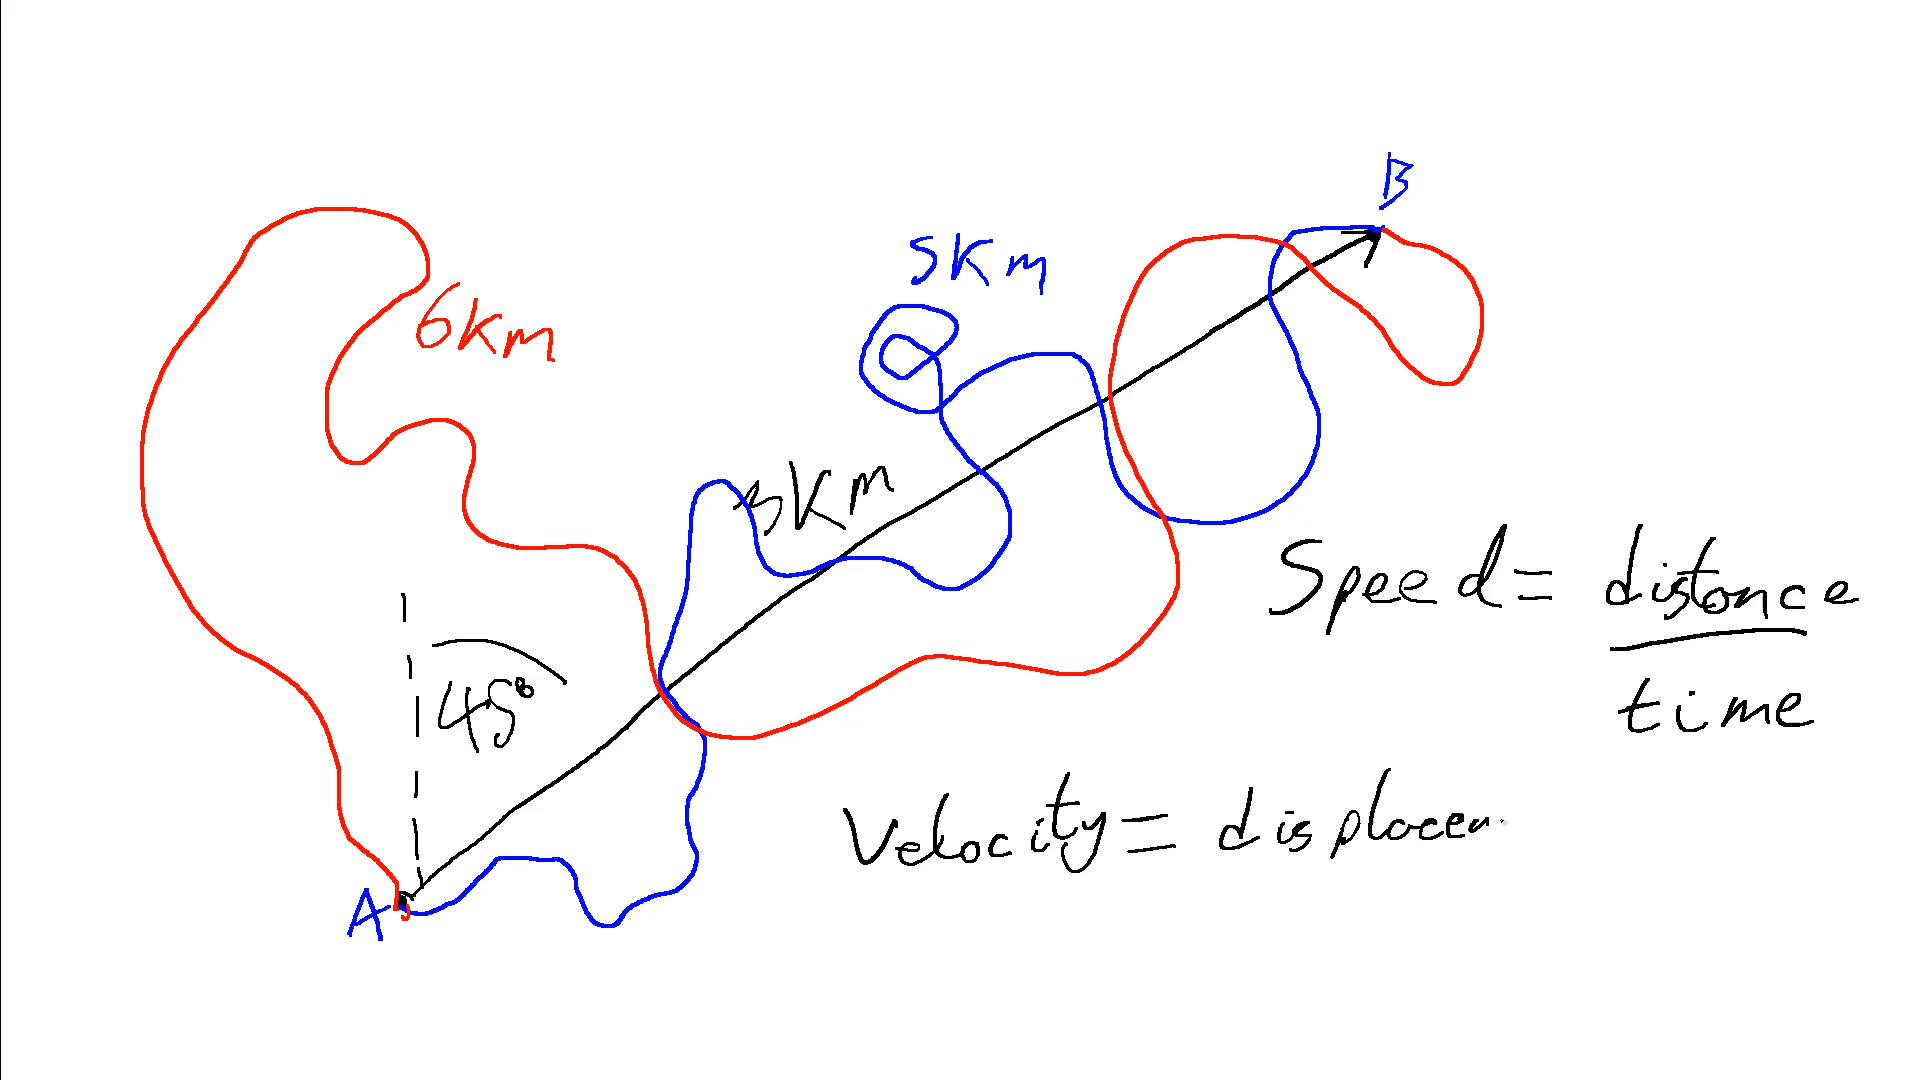 B
5Km
6Km
3Km
Speed = distance
time
45°
Velocity = displacem
A